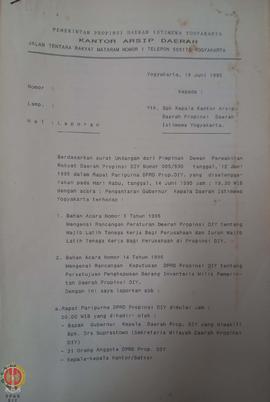 PEMERINTAH PROPINSI DAERAH ISTIMEWA YOGYAKARTA
KANTOR ARSIP DAERAH
JALAN TENTARA RAKYAT MATARAM NOMOR 1 TELEPON YOGYAKARTA
Yogyakarta, 14 Juni 1995
Nomor :
Kepada :
Lamp. :
Yth. Bpk Kepala Kantor Arsip
Hal : Laporan
Daerah Propinsi Daerah
Istimewa Yogyakarta.
Berdasarkan surat Undangan dari Pimpinan Dewan Perwakilan
Rakyat Daerah Propinsi DIY Nomor 005/690 tanggal, 12 Juni
1995 dalam Rapat Paripurna DPRD Prop.DIY. yang diselengga-
rakan pada Hari Rabu, tanggal, 14 Juni 1995 jam : 19.30 WIB
dengan acara : Pengantaran Gubernur Kepala Daerah Istimewa
Yogyakarta terhadap :
1. Bahan Acara Nomor 1 Tahun 1995
Mengenai Rancangan Peraturan Daerah Propinsi DIY tentang
Wajib Latih Tenaga Kerja Bagi Perusahaan dan Iuran Wajib
Latih Tenaga Kerja Bagi Perusahaan di Propinsi DIY.
2. Bahan Acara Nomor 14 Tahun 1995
Mengenai Rancangan Keputusan DPRD Propinsi DIY tentang
Persetujuan Penghapusan Barang Inventaris Milik Pemerin-
tah Daerah Propinsi DIY.
Dengan ini saya laporkan sbb :
a. Rapat Paripurna DPRD Propinsi DIY dimulai jam :
20.00 WIB yang dihadiri oleh :
- Bapak Gubernur Kepala Daerah Prop. DIY yang diwakili
Bph. Drs Suprastowo (Sekretaris Wilayah Daerah Propinsi
DIY)
- 31 Orang Anggota DPRD Prop. DIY
- Kepala-kepala Kantor/Satker
DPAD
DIY